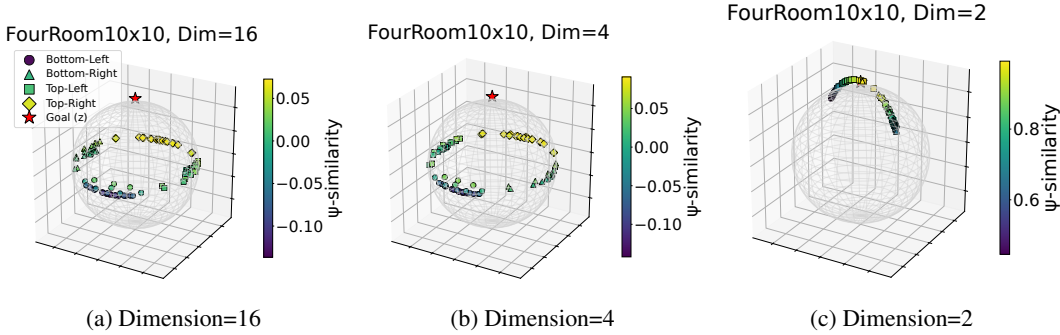 FourRoom10x10, Dim=16
Bottom-Left
Bottom-Right
Top-Left
Top-Right
Goal (z)
0.05
0.00
−0.05
−0.10
ψ-similarity
(a) Dimension=16
FourRoom10x10, Dim=4
0.05
0.00
−0.05
−0.10
ψ-similarity
(b) Dimension=4
FourRoom10x10, Dim=2
0.8
0.6
ψ-similarity
(c) Dimension=2